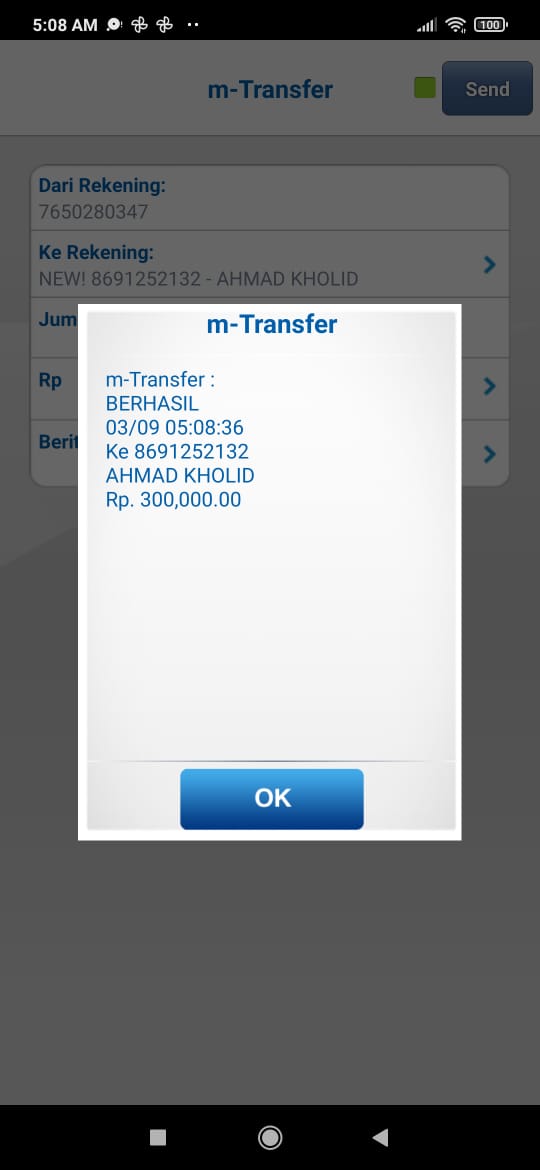 5:08 AM
100
m-Transfer
Send
Dari Rekening:
7650280347
Ke Rekening:
NEW! 8691252132 - AHMAD KHOLID
Jum
Rp
Berit
m-Transfer
m-Transfer :
BERHASIL
03/09 05:08:36
Ke 8691252132
AHMAD KHOLID
Rp. 300,000.00
OK